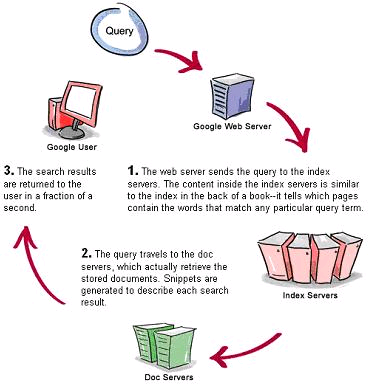 Query
Google User
Google Web Server
3. The search results
are returned to the
user in a fraction of a
second.
1. The web server sends the query to the index
servers. The content inside the index servers is similar
to the index in the back of a book--it tells which pages
contain the words that match any particular query term.
2. The query travels to the doc
servers, which actually retrieve the
stored documents. Snippets are
generated to describe each search
result.
Index Servers
Doc Servers